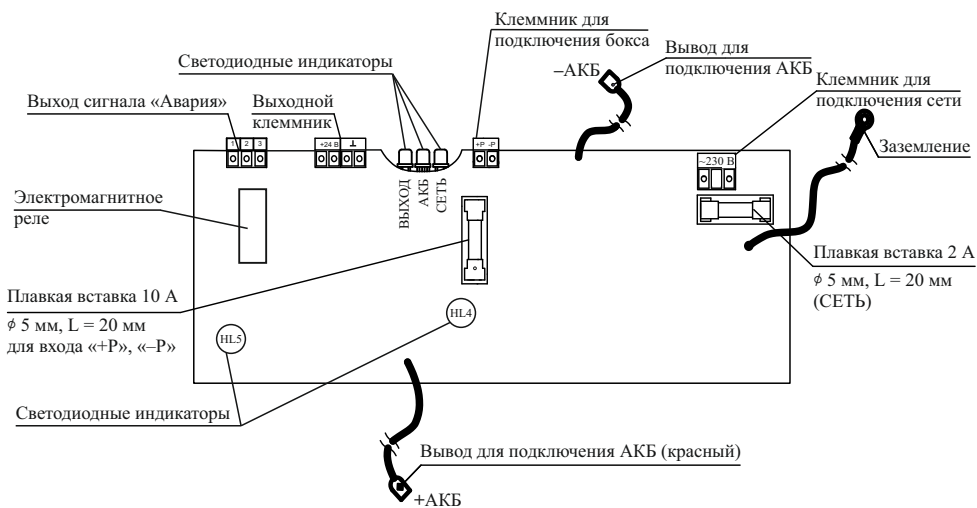 Клеммник для
подключения бокса
Вывод для
подключения АКБ
–АКБ
Светодиодные индикаторы
Клеммник для
подключения сети
Выход сигнала «Авария»
Выходной
клеммник
Заземление
1 2 3
+24 В ⊥
+P -P
~230 В
ВЫХОД
АКБ
СЕТЬ
Электромагнитное
реле
Плавкая вставка 2 А
ϕ 5 мм, L = 20 мм
(СЕТЬ)
Плавкая вставка 10 А
ϕ 5 мм, L = 20 мм
для входа «+Р», «–Р»
HL4
HL5
Светодиодные индикаторы
Вывод для подключения АКБ (красный)
+АКБ